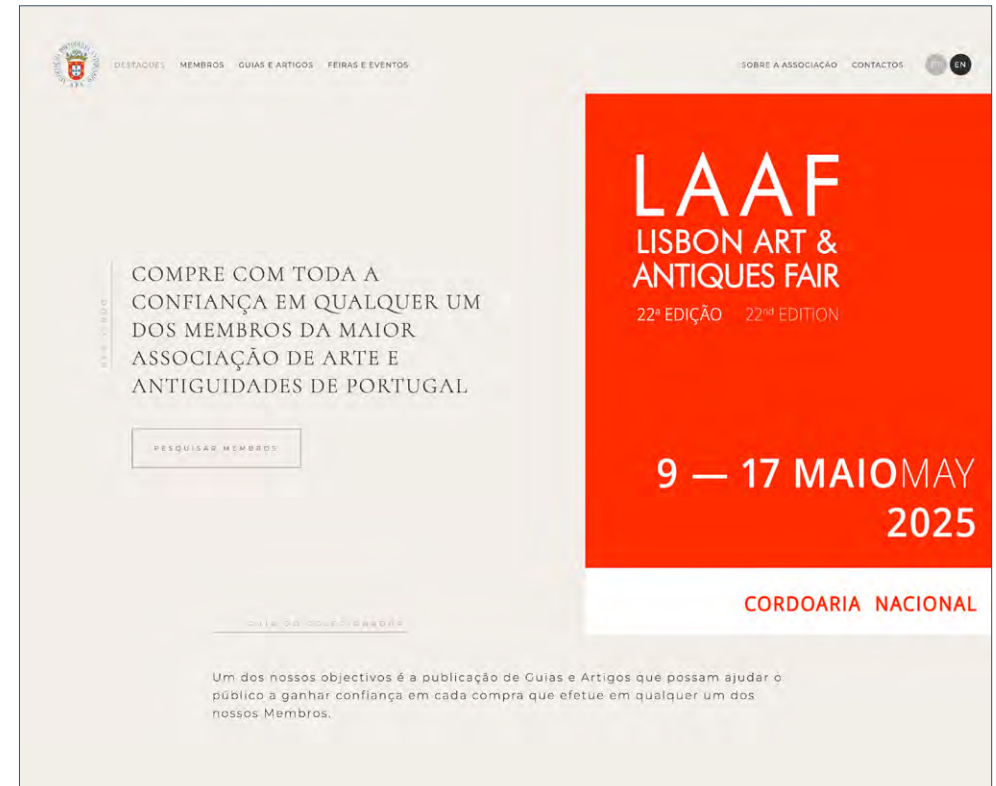 DESTAQUES MEMBROS GUIAS E ARTIGOS FEIRAS E EVENTOS
SOBRE A ASSOCIAÇÃO CONTACTOS EN
COMPRE COM TODA A
CONFIANÇA EM QUALQUER UM
DOS MEMBROS DA MAIOR
ASSOCIAÇÃO DE ARTE E
ANTIGUIDADES DE PORTUGAL
PESQUISAR MEMBROS
LAAF
LISBON ART &
ANTIQUES FAIR
22ª EDIÇÃO 22nd EDITION
9 — 17 MAIOMAY
2025
CORDOARIA NACIONAL
GUIA DO COLECIONADOR
Um dos nossos objectivos é a publicação de Guias e Artigos que possam ajudar o
público a ganhar confiança em cada compra que efetue em qualquer um dos
nossos Membros.